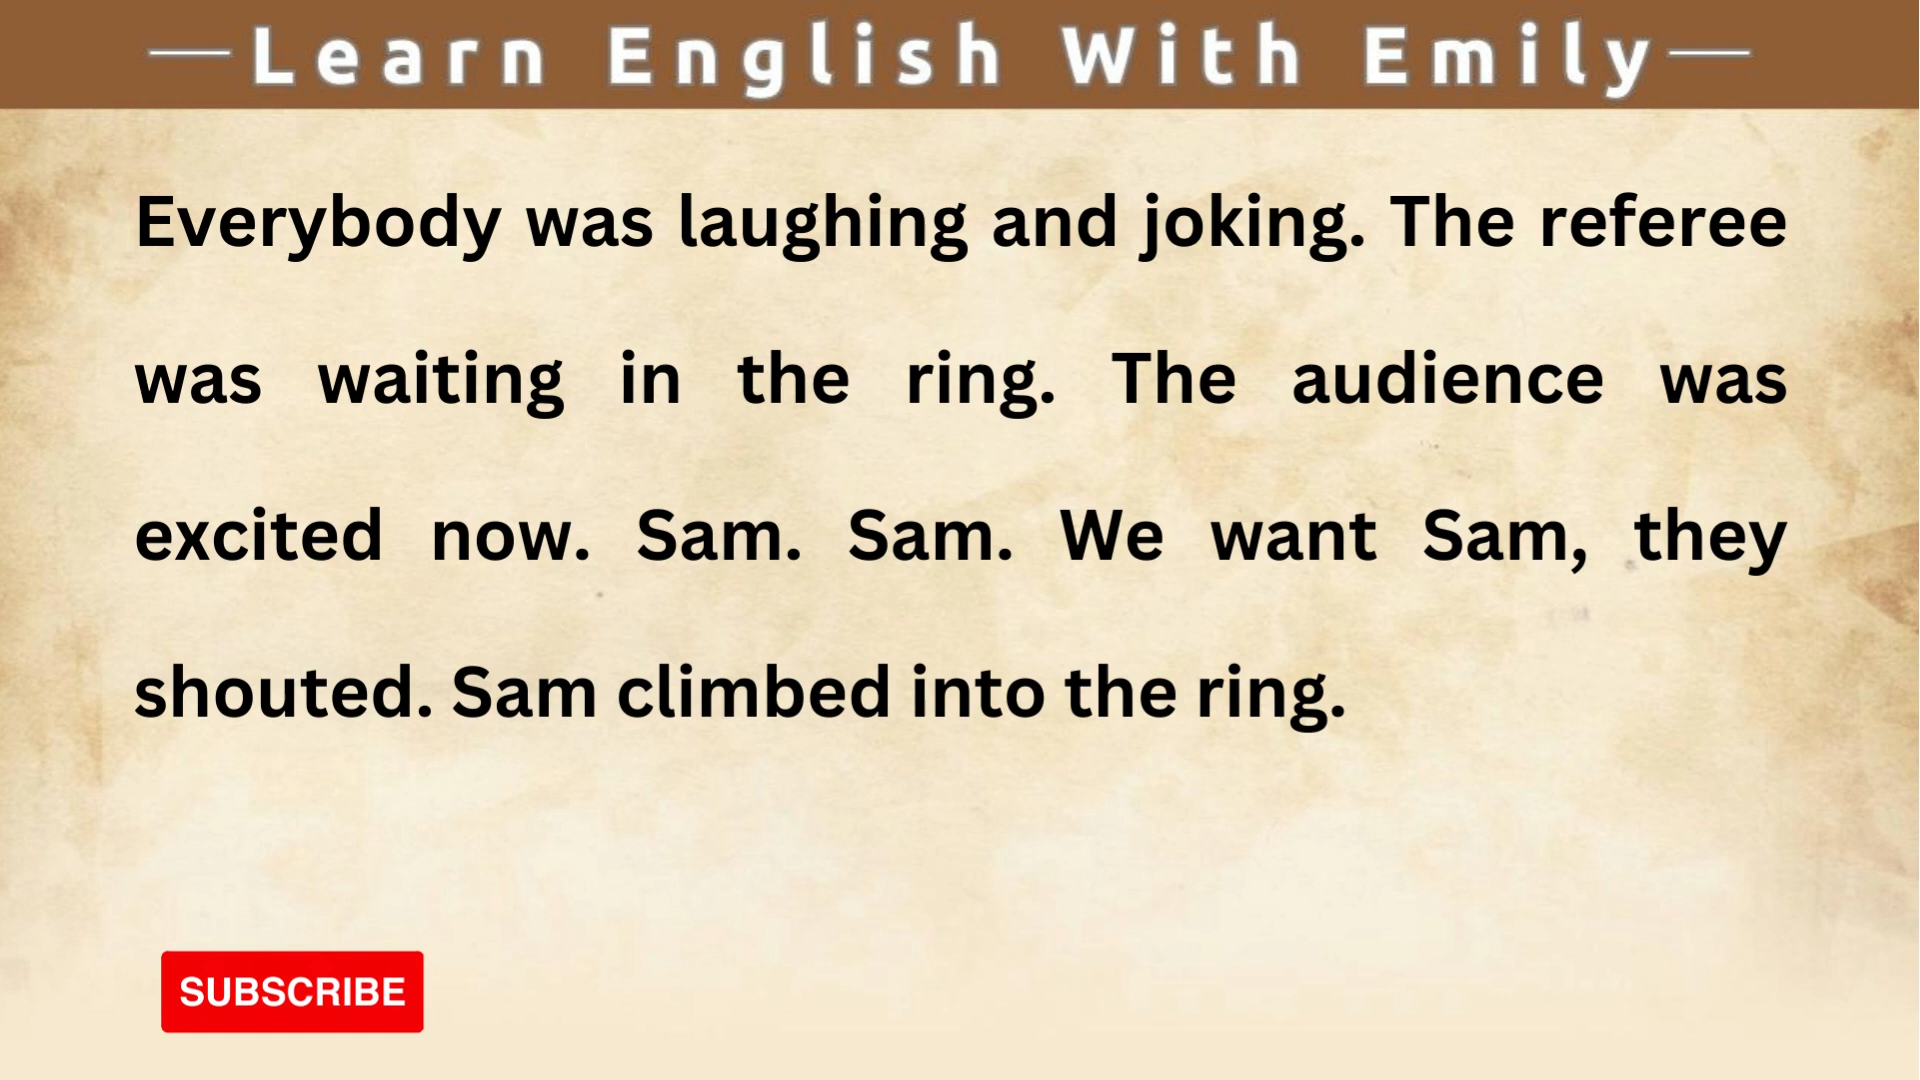 Learn English With Emily
Everybody was laughing and joking. The referee
was waiting in the ring. The audience was
excited now. Sam. Sam. We want Sam, they
shouted. Sam climbed into the ring.
SUBSCRIBE